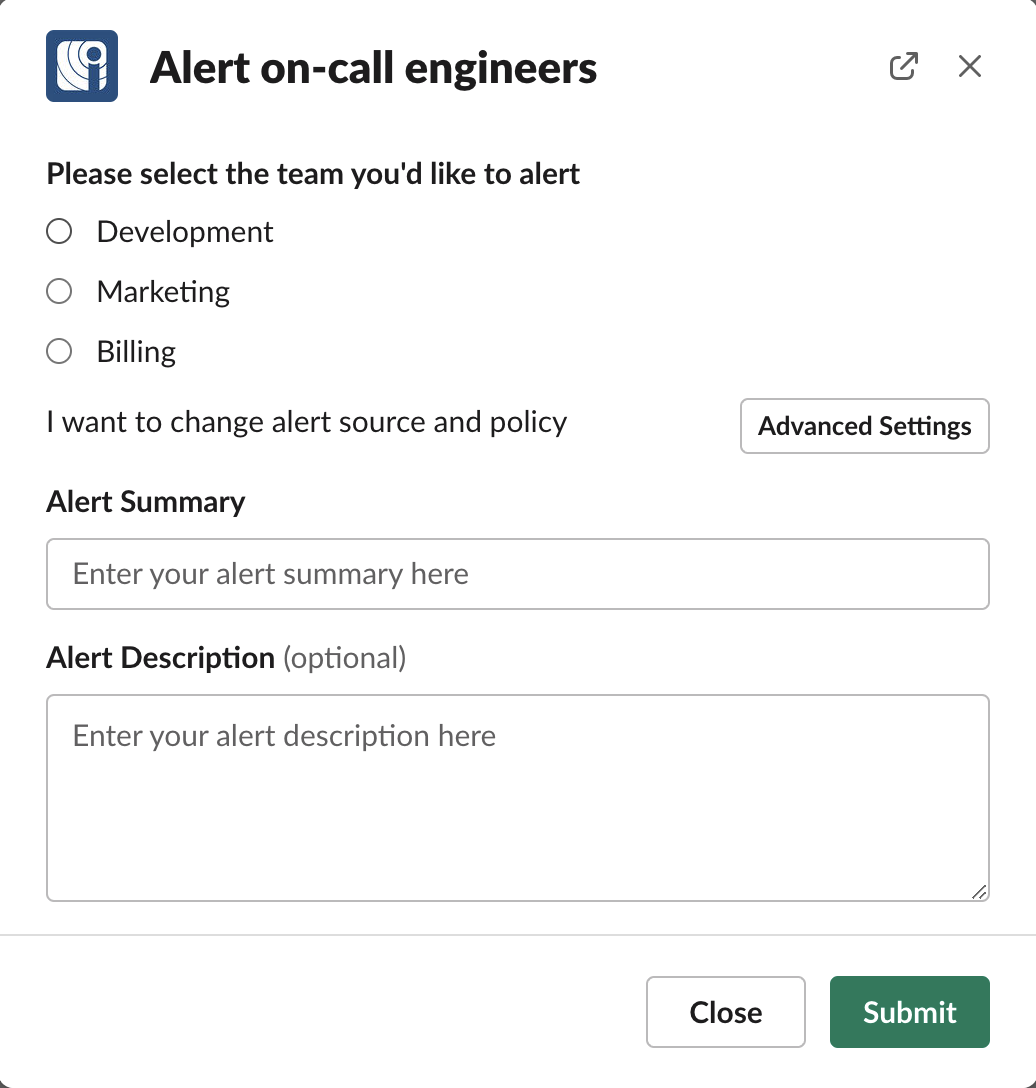 Alert on-call engineers
Please select the team you'd like to alert
Development
Marketing
Billing
I want to change alert source and policy
Advanced Settings
Alert Summary
Enter your alert summary here
Alert Description (optional)
Enter your alert description here
Close
Submit